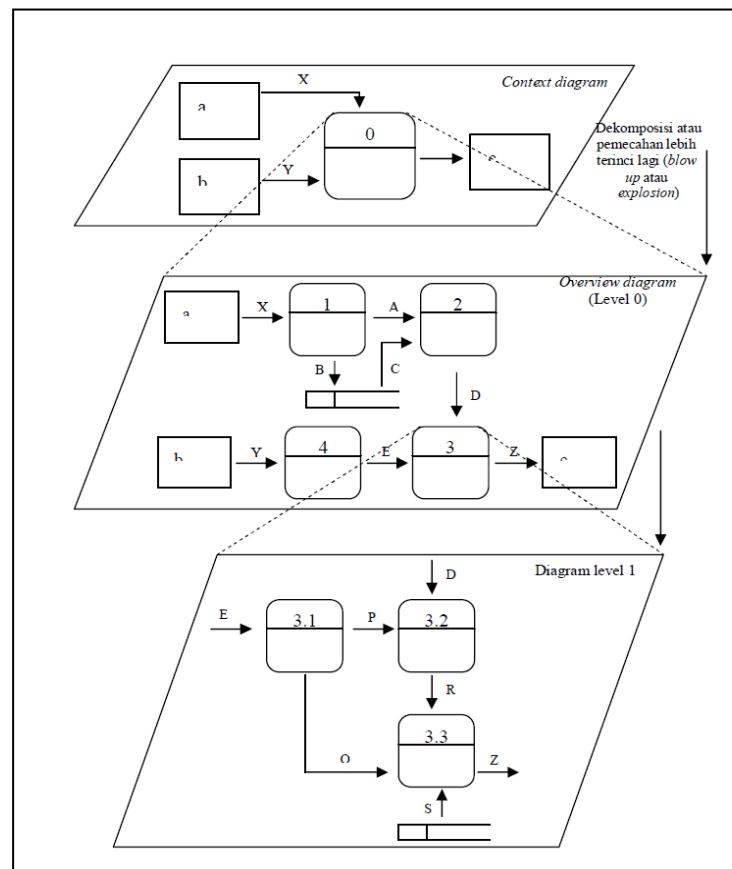 X
Context diagram
a
0
Dekomposisi atau
pemecahan lebih
terinci lagi (blow
up atau
explosion)
b
Y
Overview diagram
(Level 0)
a
X
1
A
2
B
C
D
b
Y
4
E
3
Z
Diagram level 1
D
E
3.1
P
3.2
R
3.3
Z
S